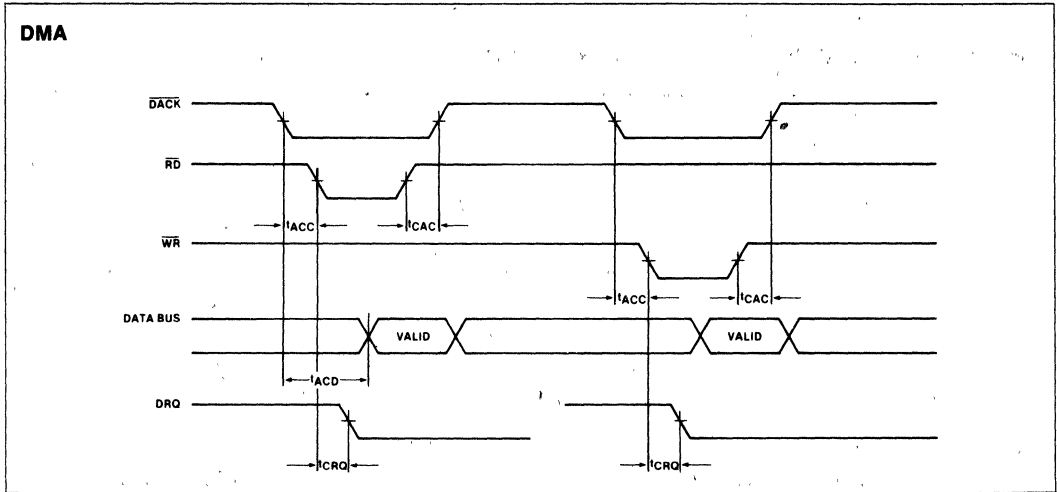 DMA
DACK
RD
tACC
tCAC
WR
tACC
tCAC
DATA BUS
VALID
VALID
tACD
DRQ
tCRQ
tCRQ